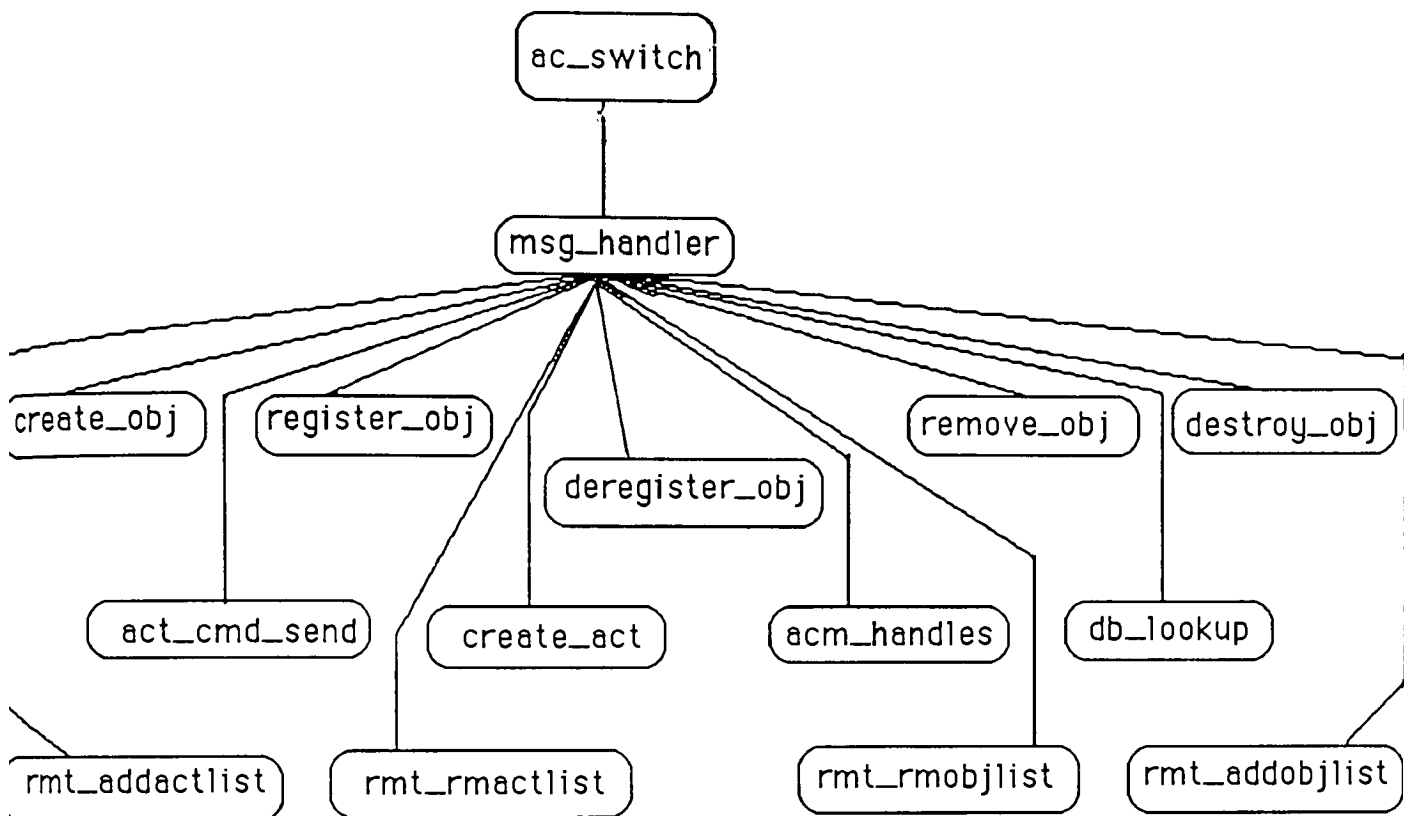 ac_switch
msg_handler
create_obj
register_obj
remove_obj
destroy_obj
deregister_obj
act_cmd_send
create_act
acm_handles
db_lookup
rmt_addactlist
rmt_rmactlist
rmt_rmobjlist
rmt_addobjlist